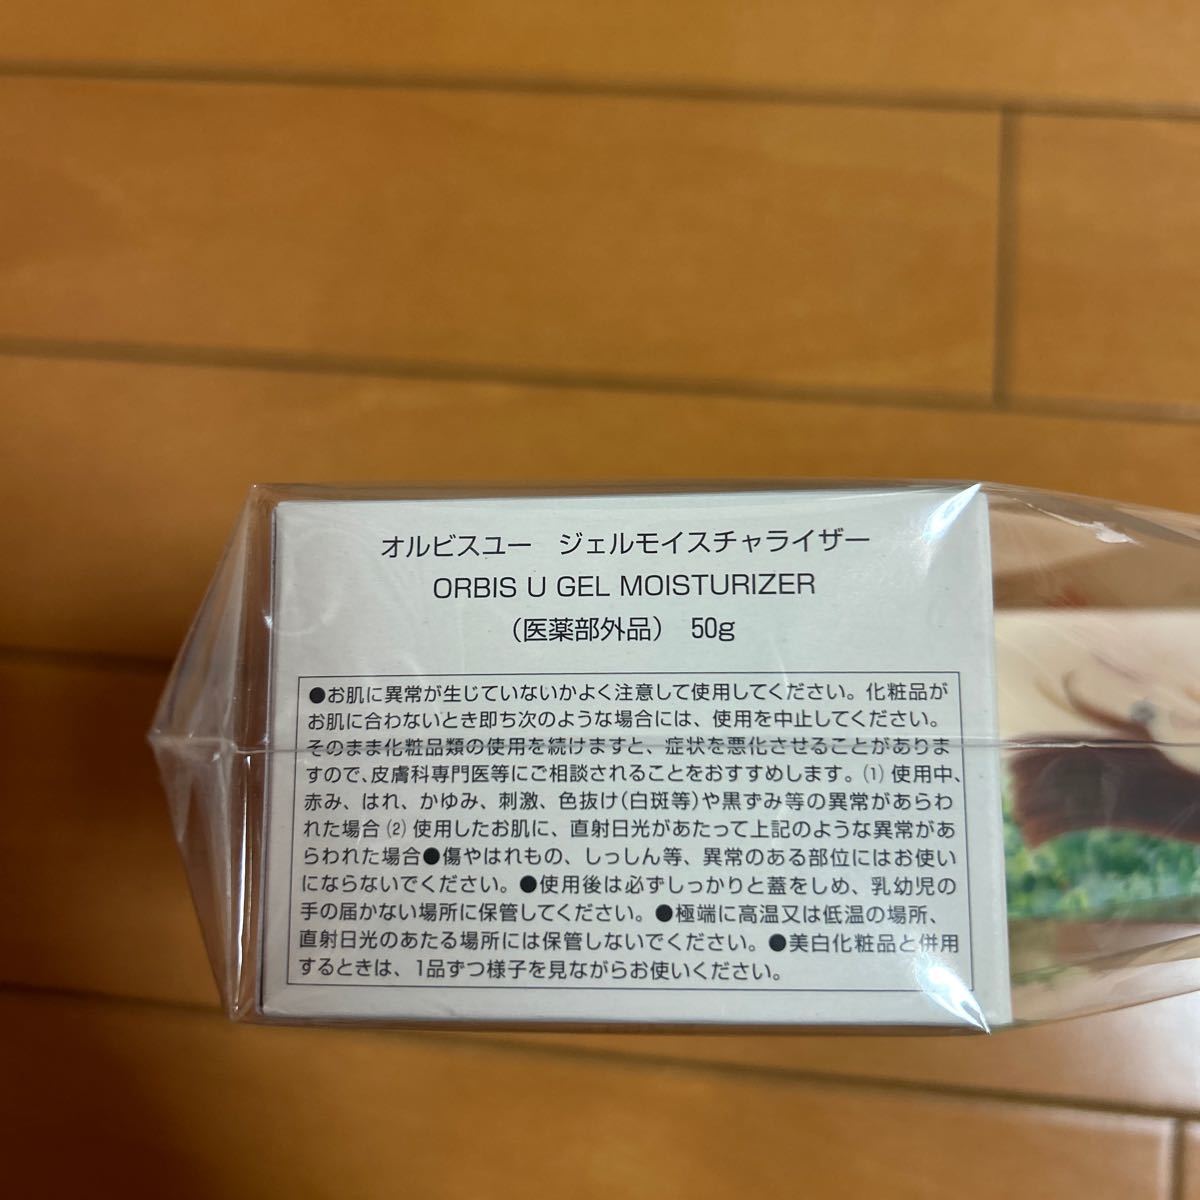 オルビスユー　ジェルモイスチャライザー
ORBIS U GEL MOISTURIZER
（医薬部外品）　50g
●お肌に異常が生じていないかよく注意して使用してください。化粧品が
お肌に合わないとき即ち次のような場合には、使用を中止してください。
そのまま化粧品類の使用を続けますと、症状を悪化させることがありま
すので、皮膚科専門医等にご相談されることをおすすめします。(1)使用中、
赤み、はれ、かゆみ、刺激、色抜け（白斑等）や黒ずみ等の異常があらわ
れた場合(2)使用したお肌に、直射日光があたって上記のような異常があ
らわれた場合●傷やはれもの、しっしん等、異常のある部位にはお使い
にならないでください。●使用後は必ずしっかりと蓋をしめ、乳幼児の
手の届かない場所に保管してください。●極端に高温又は低温の場所、
直射日光のあたる場所には保管しないでください。●美白化粧品と併用
するときは、1品ずつ様子を見ながらお使いください。